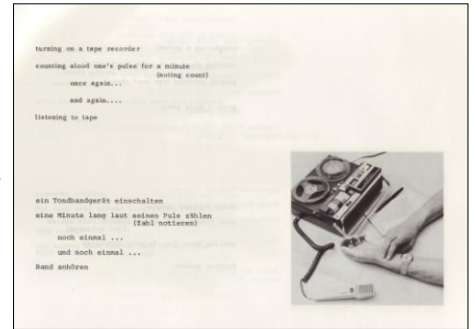 turning on a tape recorder
counting aloud one's pulse for a minute
(noting count)
once again...
and again....
listening to tape
ein Tondbandgerät einschalten
eine Minute lang laut seinen Puls zählen
(Zahl notieren)
noch einmal ...
und noch einmal ...
Band anhören